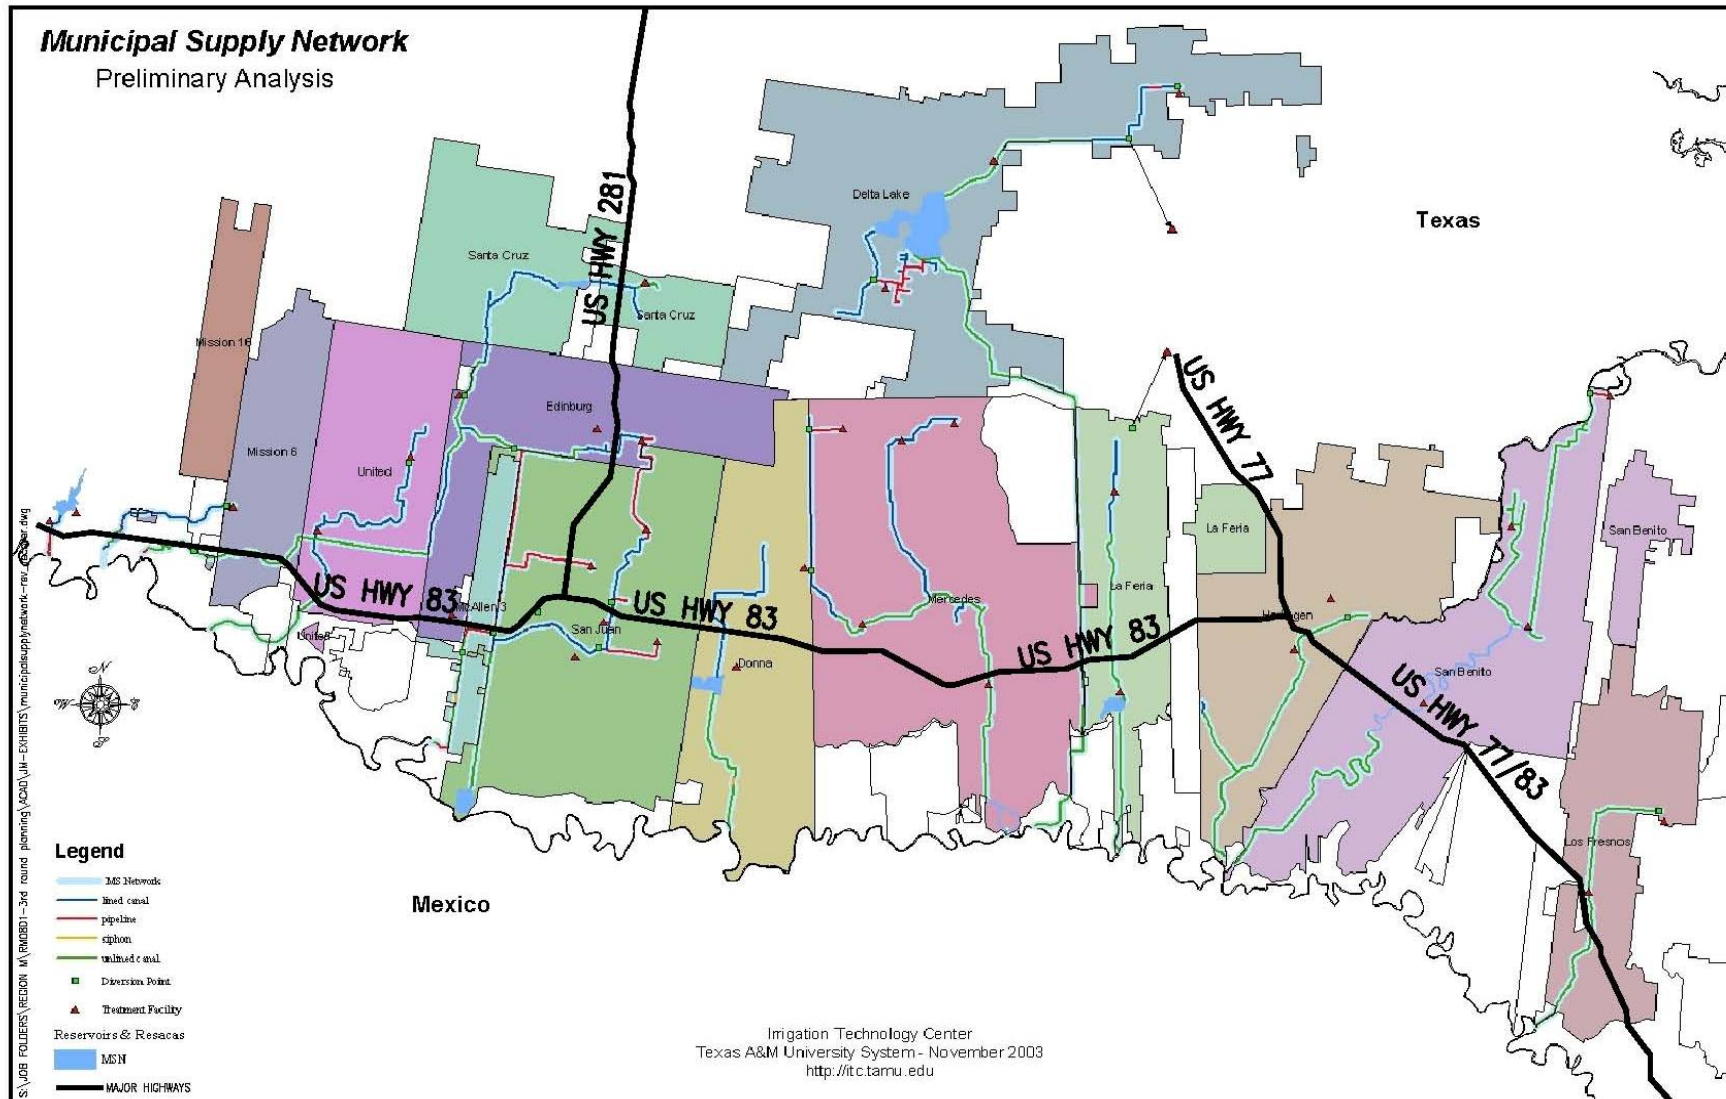 Municipal Supply Network
Preliminary Analysis
US HWY 281
Delta Lake
Texas
Santa Cruz
Santa Cruz
Mission 16
Mission 6
United
Edinburg
US HWY 77
La Feria
San Benito
US HWY 83
McAllen 3
San Juan
US HWY 83
Mercedes
La Feria
US HWY 83
United
Donna
San Benito
US HWY 77/83
Los Fresnos
N
Mexico
Legend
lined canal
pipeline
siphon
unlined canal
Diversion Point
Treatment Facility
Reservoirs & Resacas
MSN
MAJOR HIGHWAYS
Irrigation Technology Center
Texas A&M University System - November 2003
http://itc.tamu.edu